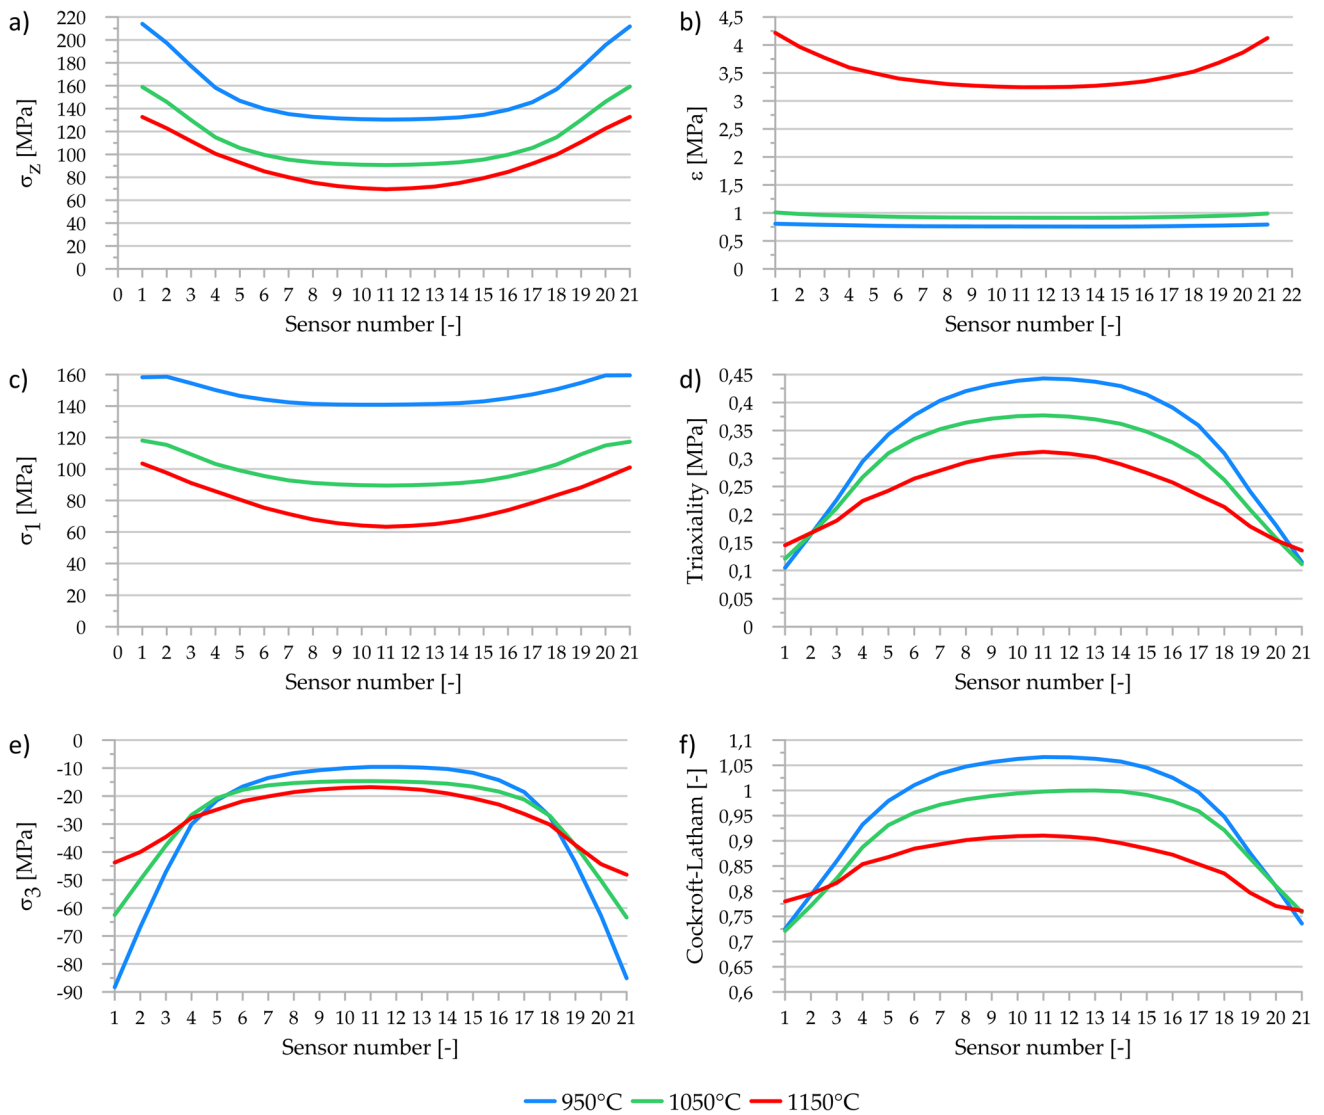 a)
220
200
180
160
140
120
100
80
60
40
20
0
σz [MPa]
0 1 2 3 4 5 6 7 8 9 10 11 12 13 14 15 16 17 18 19 20 21
Sensor number [-]
b)
4,5
4
3,5
3
2,5
2
1,5
1
0,5
0
ε [MPa]
1 2 3 4 5 6 7 8 9 10 11 12 13 14 15 16 17 18 19 20 21 22
Sensor number [-]
c)
160
140
120
100
80
60
40
20
0
σ1 [MPa]
0 1 2 3 4 5 6 7 8 9 10 11 12 13 14 15 16 17 18 19 20 21
Sensor number [-]
d)
0,45
0,4
0,35
0,3
0,25
0,2
0,15
0,1
0,05
0
Triaxiality [MPa]
1 2 3 4 5 6 7 8 9 10 11 12 13 14 15 16 17 18 19 20 21
Sensor number [-]
e)
0
-10
-20
-30
-40
-50
-60
-70
-80
-90
σ3 [MPa]
1 2 3 4 5 6 7 8 9 10 11 12 13 14 15 16 17 18 19 20 21
Sensor number [-]
f)
1,1
1,05
1
0,95
0,9
0,85
0,8
0,75
0,7
0,65
0,6
Cockroft-Latham [-]
1 2 3 4 5 6 7 8 9 10 11 12 13 14 15 16 17 18 19 20 21
Sensor number [-]
950°C 1050°C 1150°C